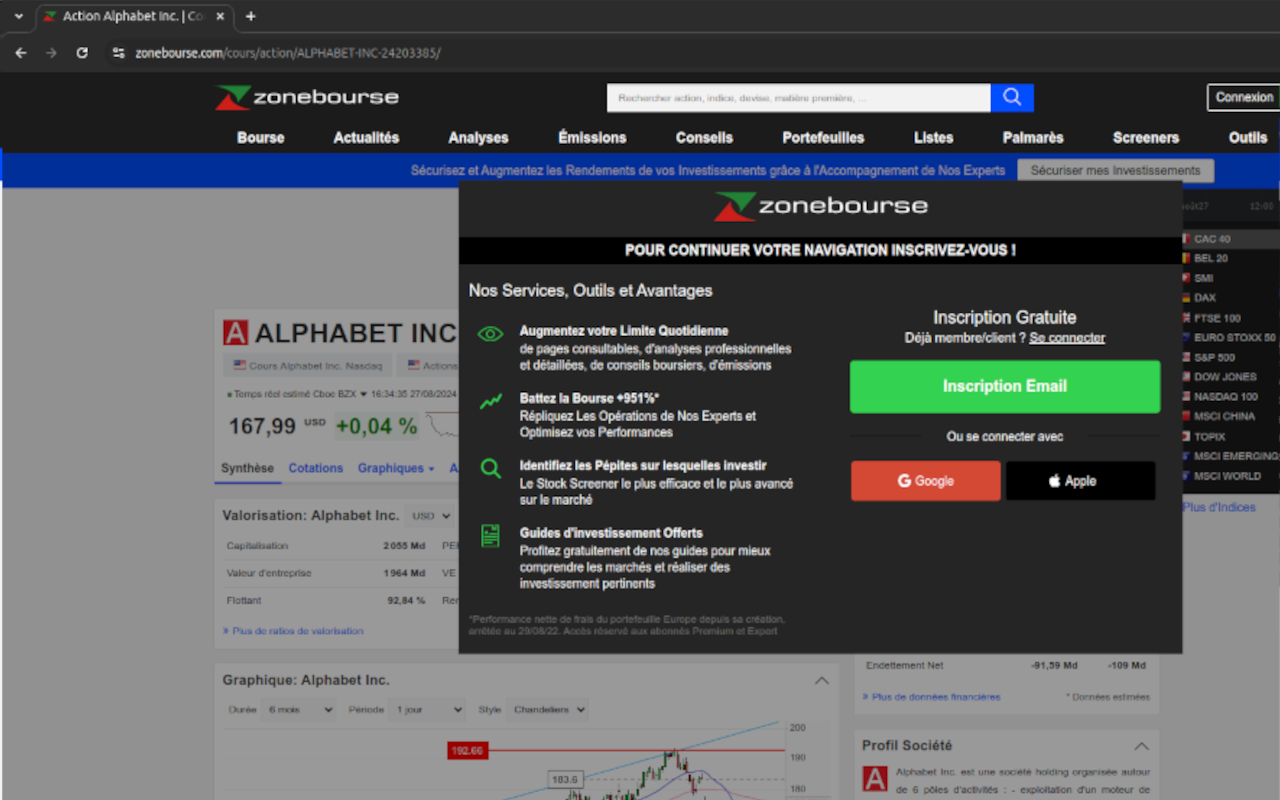 Action Alphabet Inc. | Co
zonebourse.com/cours/action/ALPHABET-INC-24203385/
zonebourse
Rechercher action, indice, devise, matière première, ...
Connexion
Bourse Actualités Analyses Émissions Conseils Portefeuilles Listes Palmarès Screeners Outils
Sécurisez et Augmentez les Rendements de vos Investissements grâce à l'Accompagnement de Nos Experts
Sécuriser mes Investissements
zonebourse
POUR CONTINUER VOTRE NAVIGATION INSCRIVEZ-VOUS !
Nos Services, Outils et Avantages
Augmentez votre Limite Quotidienne
de pages consultables, d'analyses professionnelles
et détaillées, de conseils boursiers, d'émissions
Battez la Bourse +951%*
Répliquez Les Opérations de Nos Experts et
Optimisez vos Performances
Identifiez les Pépites sur lesquelles investir
Le Stock Screener le plus efficace et le plus avancé
sur le marché
Guides d'investissement Offerts
Profitez gratuitement de nos guides pour mieux
comprendre les marchés et réaliser des
investissement pertinents
*Performance nette de frais du portefeuille Europe depuis sa création,
arrêtée au 29/08/22. Accès réservé aux abonnés Premium et Expert
Inscription Gratuite
Déjà membre/client ? Se connecter
Inscription Email
Ou se connecter avec
Google
Apple
12:00
CAC 40
BEL 20
SMI
DAX
FTSE 100
EURO STOXX 50
S&P 500
DOW JONES
NASDAQ 100
MSCI CHINA
TOPIX
MSCI EMERGING
MSCI WORLD
Plus d'Indices
A ALPHABET INC
Cours Alphabet Inc. Nasdaq
Actions
Temps réel estimé Cboe BZX 16:34:35 27/08/2024
167,99 USD +0,04 %
Synthèse Cotations Graphiques A
Valorisation: Alphabet Inc. USD
Capitalisation 2 055 Md PE
Valeur d'entreprise 1 964 Md VE
Flottant 92,84 % Ren
» Plus de ratios de valorisation
Endettement Net -91,59 Md -109 Md
» Plus de données financières
* Données estimées
Graphique: Alphabet Inc.
Durée 6 mois Période 1 jour Style Chandeliers
200
192.66
190
183.6
180
Profil Société
A
Alphabet Inc. est une société holding organisée autour
de 6 pôles d'activités : - exploitation d'un moteur de